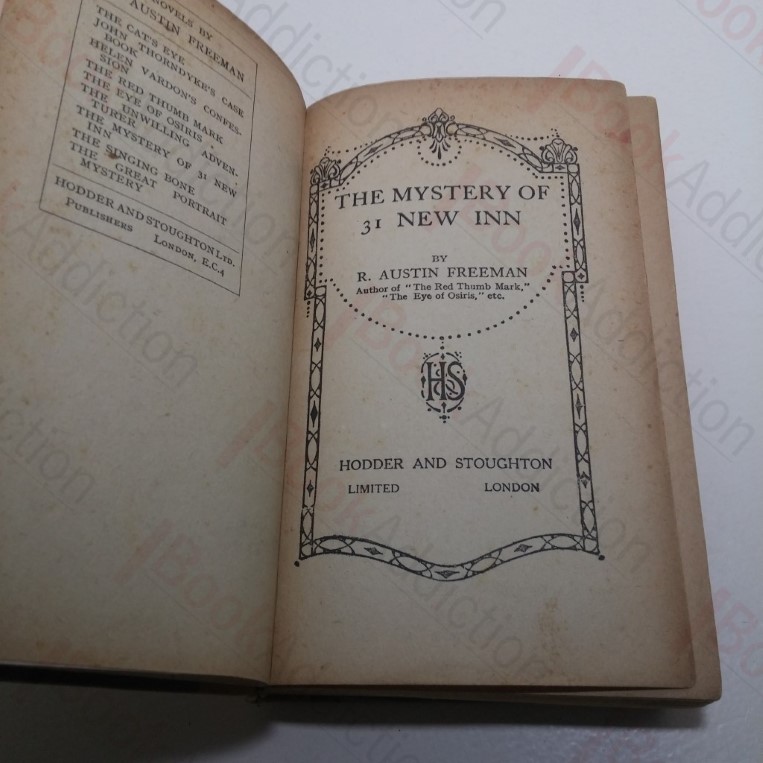 NOVELS BY
AUSTIN FREEMAN
THE CAT'S EYE
JOHN THORNDYKE'S CASE
BOOK
HELEN VARDON'S CONFES-
SION
THE RED THUMB MARK
THE EYE OF OSIRIS
THE UNWILLING ADVEN-
TURER
THE MYSTERY OF 31 NEW
INN
THE SINGING BONE
THE GREAT PORTRAIT
MYSTERY
HODDER AND STOUGHTON LTD.
PUBLISHERS LONDON, E.C.4
THE MYSTERY OF
31 NEW INN
BY
R. AUSTIN FREEMAN
Author of "The Red Thumb Mark,"
"The Eye of Osiris," etc.
HS
HODDER AND STOUGHTON
LIMITED LONDON
Book Addiction